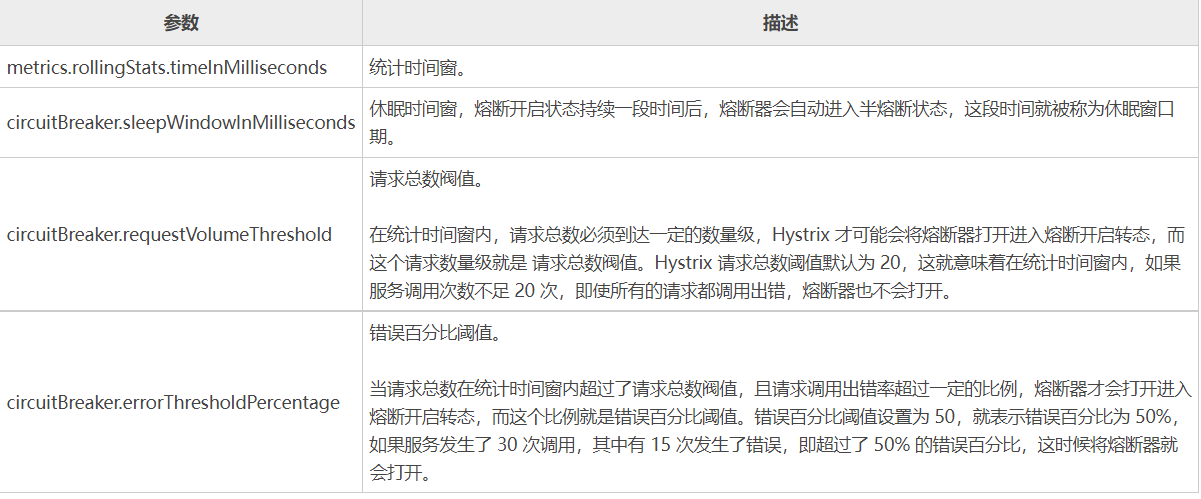 参数
描述
metrics.rollingStats.timeInMilliseconds
统计时间窗。
circuitBreaker.sleepWindowInMilliseconds
休眠时间窗，熔断开启状态持续一段时间后，熔断器会自动进入半熔断状态，这段时间就被称为休眠窗口
期。
circuitBreaker.requestVolumeThreshold
请求总数阀值。
在统计时间窗内，请求总数必须到达一定的数量级，Hystrix 才可能会将熔断器打开进入熔断开启转态，而
这个请求数量级就是 请求总数阀值。Hystrix 请求总数阈值默认为 20，这就意味着在统计时间窗内，如果
服务调用次数不足 20 次，即使所有的请求都调用出错，熔断器也不会打开。
circuitBreaker.errorThresholdPercentage
错误百分比阈值。
当请求总数在统计时间窗内超过了请求总数阀值，且请求调用出错率超过一定的比例，熔断器才会打开进入
熔断开启转态，而这个比例就是错误百分比阈值。错误百分比阈值设置为 50，就表示错误百分比为 50%，
如果服务发生了 30 次调用，其中有 15 次发生了错误，即超过了 50% 的错误百分比，这时候将熔断器就
会打开。